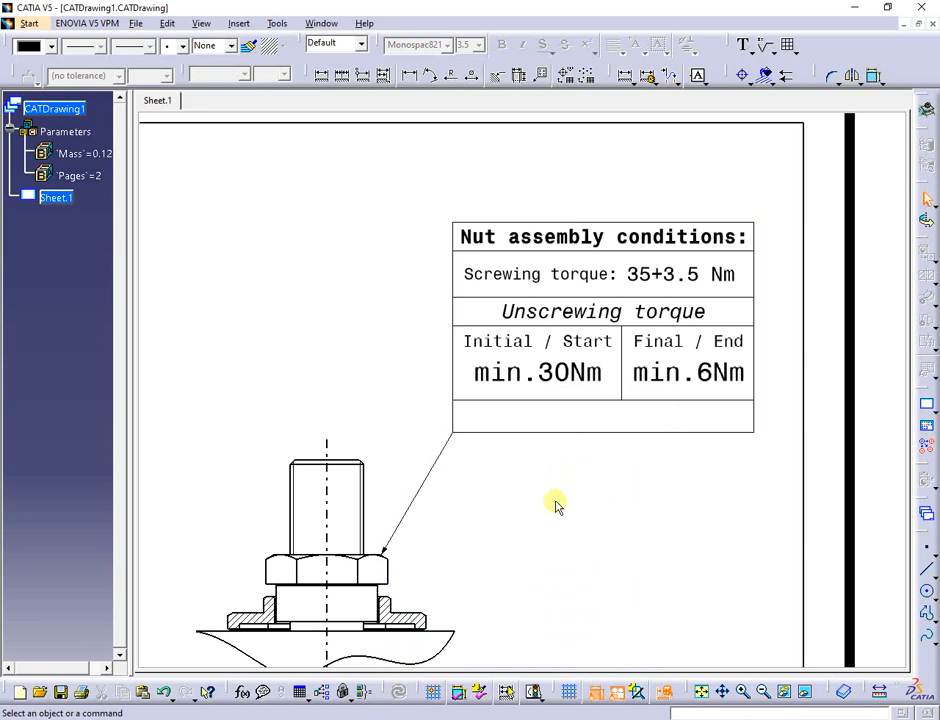 CATIA V5 - [CATDrawing1.CATDrawing]
Start ENOVIA V5 VPM File Edit View Insert Tools Window Help
None Default Monospac821 3.5 B I S S
(no tolerance)
CATDrawing1
Parameters
`Mass`=0.12
`Pages`=2
Sheet.1
Sheet.1
Nut assembly conditions:
Screwing torque: 35+3.5 Nm
Unscrewing torque
Initial / Start Final / End
min.30Nm min.6Nm
Select an object or a command
CATIA